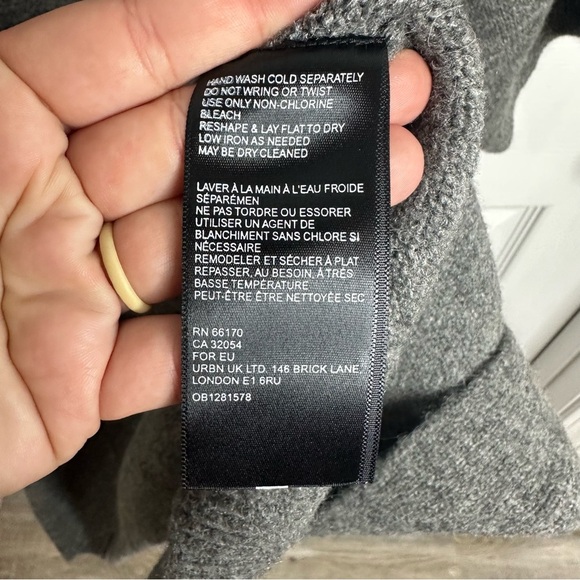 HAND WASH COLD SEPARATELY
DO NOT WRING OR TWIST
USE ONLY NON-CHLORINE
BLEACH
RESHAPE & LAY FLAT TO DRY
LOW IRON AS NEEDED
MAY BE DRY CLEANED
LAVER À LA MAIN À L'EAU FROIDE
SÉPARÉMEN
NE PAS TORDRE OU ESSORER
UTILISER UN AGENT DE
BLANCHIMENT SANS CHLORE SI
NÉCESSAIRE
REMODELER ET SÉCHER À PLAT
REPASSER, AU BESOIN, À TRÉS
BASSE TEMPÉRATURE
PEUT-ÊTRE ÊTRE NETTOYÉE SEC
RN 66170
CA 32054
FOR EU
URBN UK LTD. 146 BRICK LANE,
LONDON E1 6RU
OB1281578